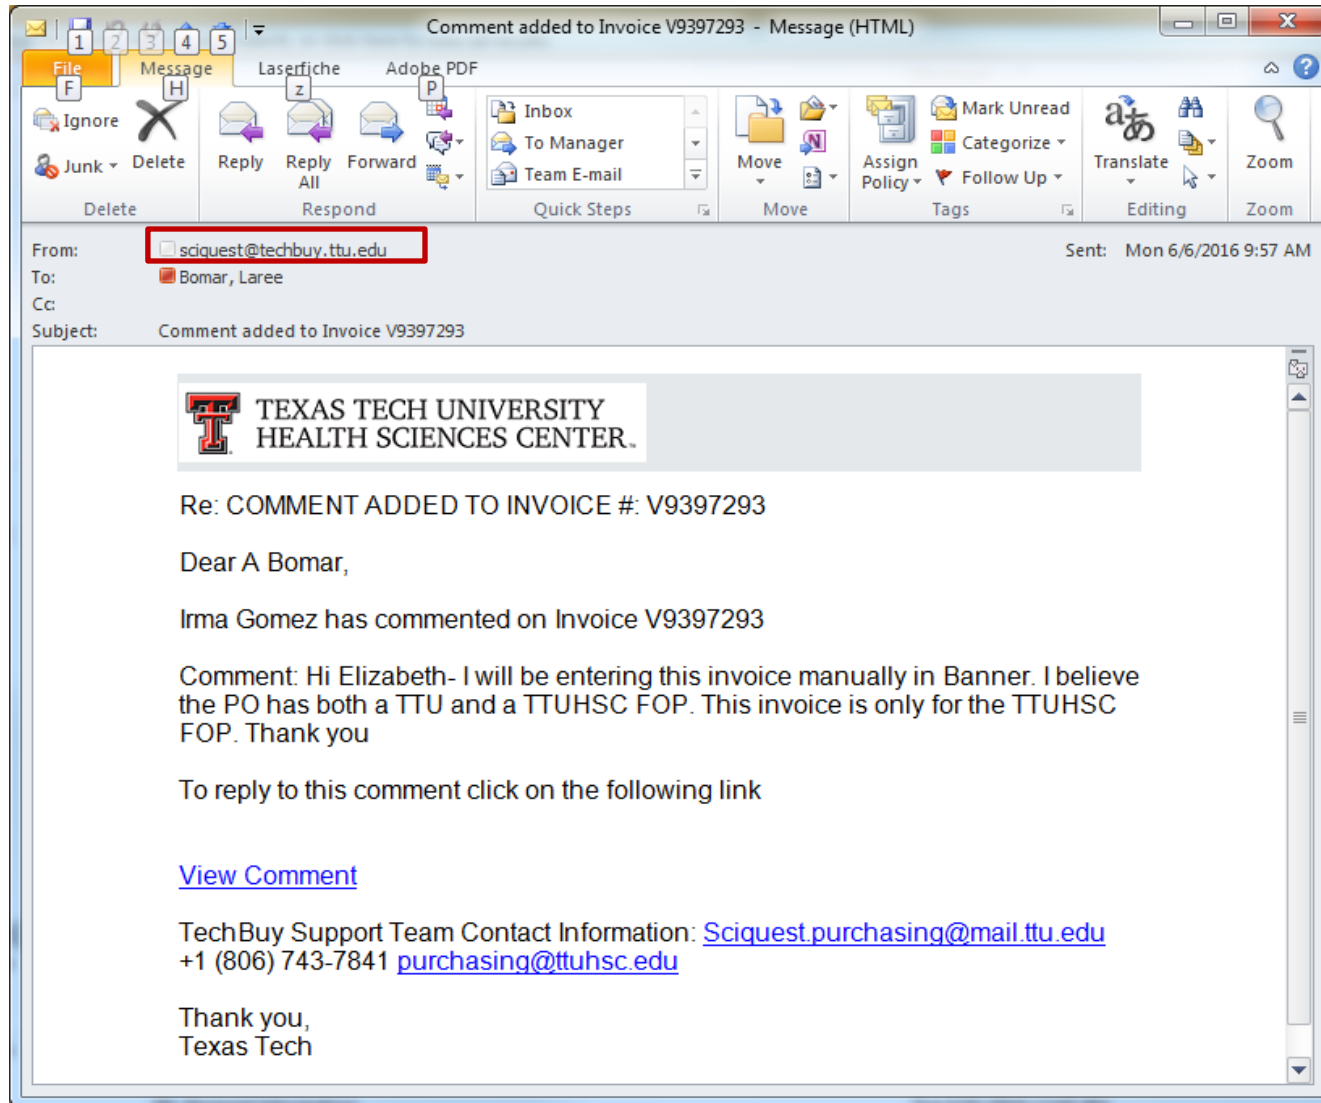 Comment added to Invoice V9397293 - Message (HTML)
1 2 3 4 5
File Message Laserfiche Adobe PDF
F H Z P
Ignore
Junk
Delete
Reply
Reply All
Forward
Inbox
To Manager
Team E-mail
Move
Assign Policy
Mark Unread
Categorize
Follow Up
Translate
Zoom
Delete Respond Quick Steps Move Tags Editing Zoom
From: sciquest@techbuy.ttu.edu Sent: Mon 6/6/2016 9:57 AM
To: Bomar, Laree
Cc:
Subject: Comment added to Invoice V9397293
TEXAS TECH UNIVERSITY
HEALTH SCIENCES CENTER™
Re: COMMENT ADDED TO INVOICE #: V9397293
Dear A Bomar,
Irma Gomez has commented on Invoice V9397293
Comment: Hi Elizabeth- I will be entering this invoice manually in Banner. I believe
the PO has both a TTU and a TTUHSC FOP. This invoice is only for the TTUHSC
FOP. Thank you
To reply to this comment click on the following link
View Comment
TechBuy Support Team Contact Information: Sciquest.purchasing@mail.ttu.edu
+1 (806) 743-7841 purchasing@ttuhsc.edu
Thank you,
Texas Tech